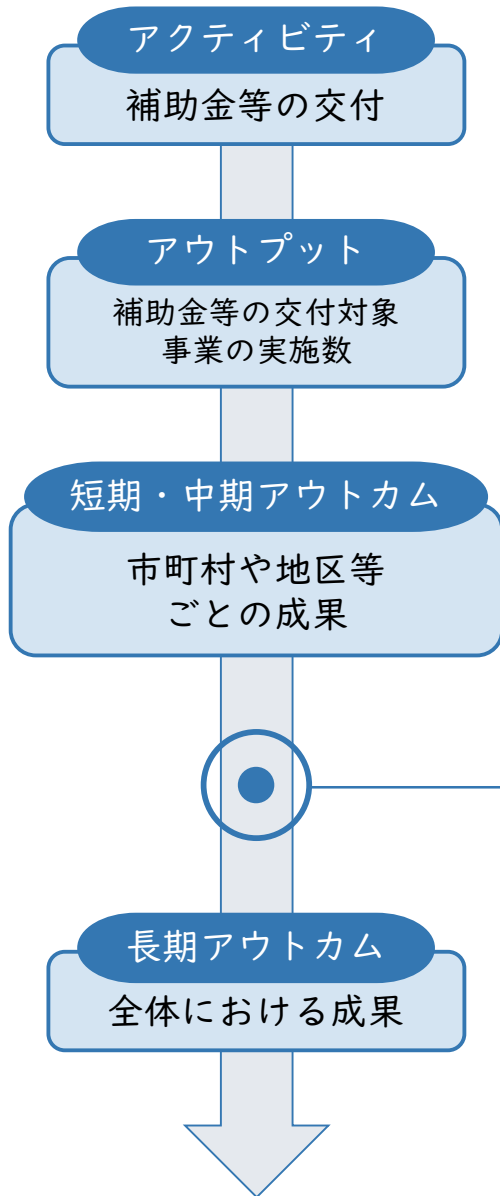 アクティビティ
補助金等の交付
アウトプット
補助金等の交付対象
事業の実施数
短期・中期アウトカム
市町村や地区等
ごとの成果
長期アウトカム
全体における成果